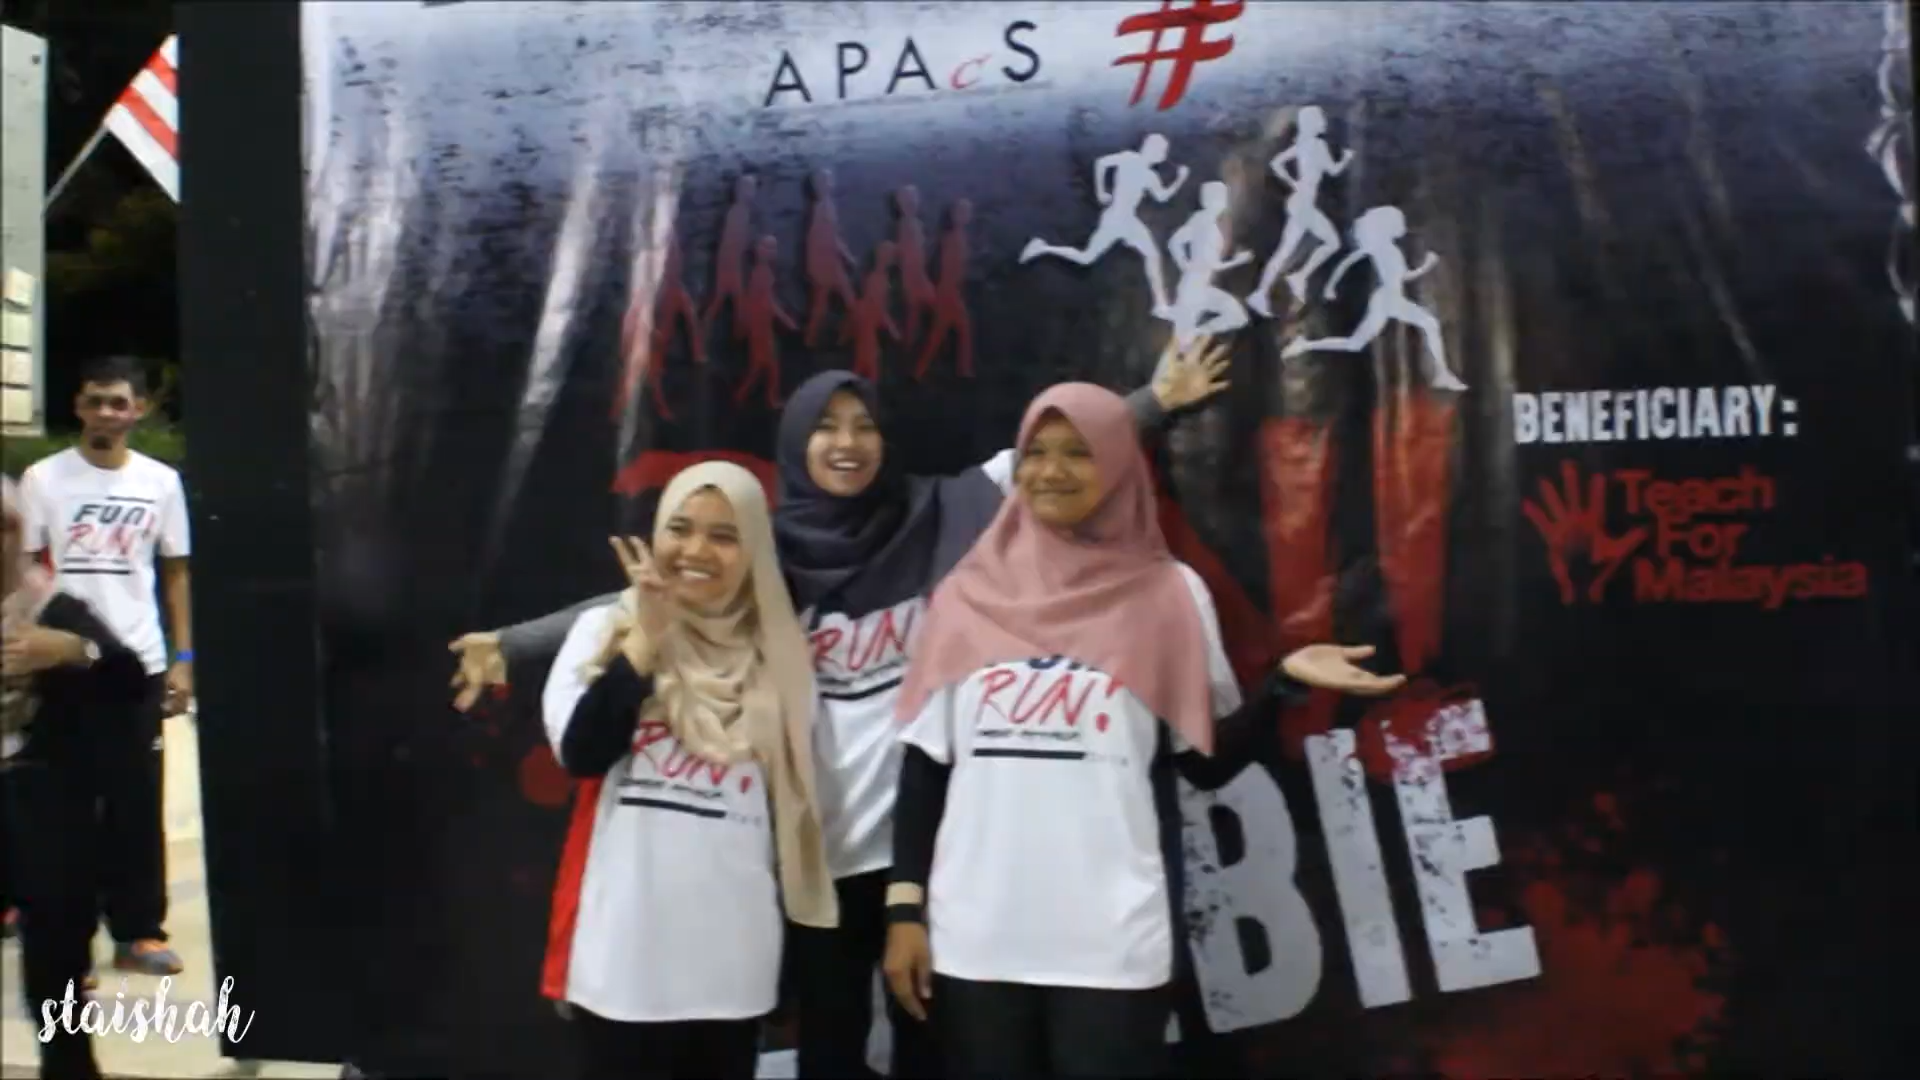 APAcS #
BENEFICIARY:
Teach
For
Malaysia
FUN
RUN!
RUN
RUN!
RUN!
BIE
staishah